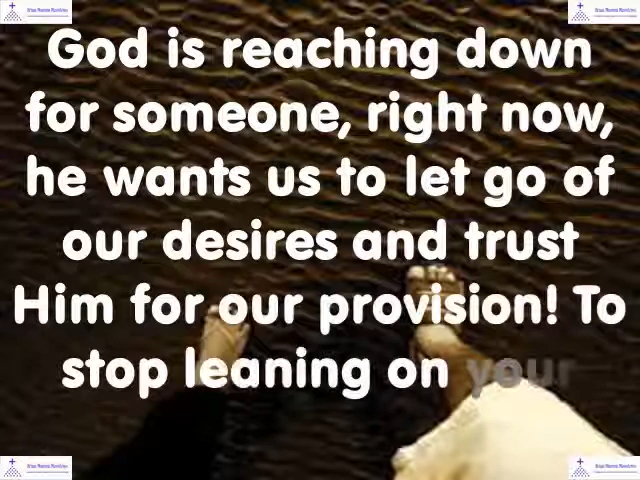 God is reaching down
for someone, right now,
he wants us to let go of
our desires and trust
Him for our provision! To
stop leaning on your